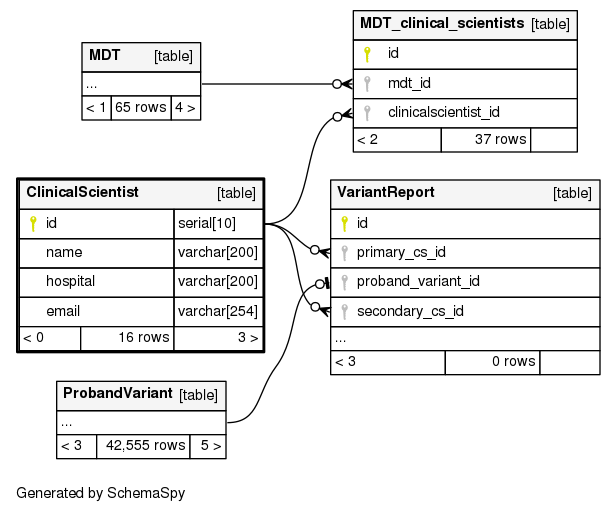 MDT [table]
...
< 1 65 rows 4 >
MDT_clinical_scientists [table]
id
mdt_id
clinicalscientist_id
< 2 37 rows
ClinicalScientist [table]
id serial[10]
name varchar[200]
hospital varchar[200]
email varchar[254]
< 0 16 rows 3 >
VariantReport [table]
id
primary_cs_id
proband_variant_id
secondary_cs_id
...
< 3 0 rows
ProbandVariant [table]
...
< 3 42,555 rows 5 >
Generated by SchemaSpy